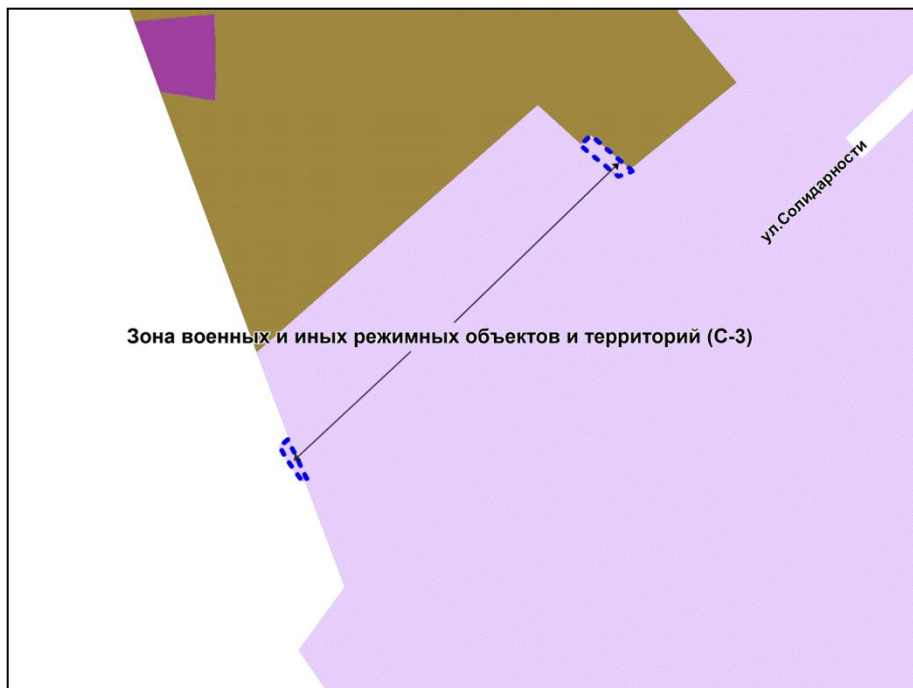 ул.Солидарности
Зона военных и иных режимных объектов и территорий (С-3)